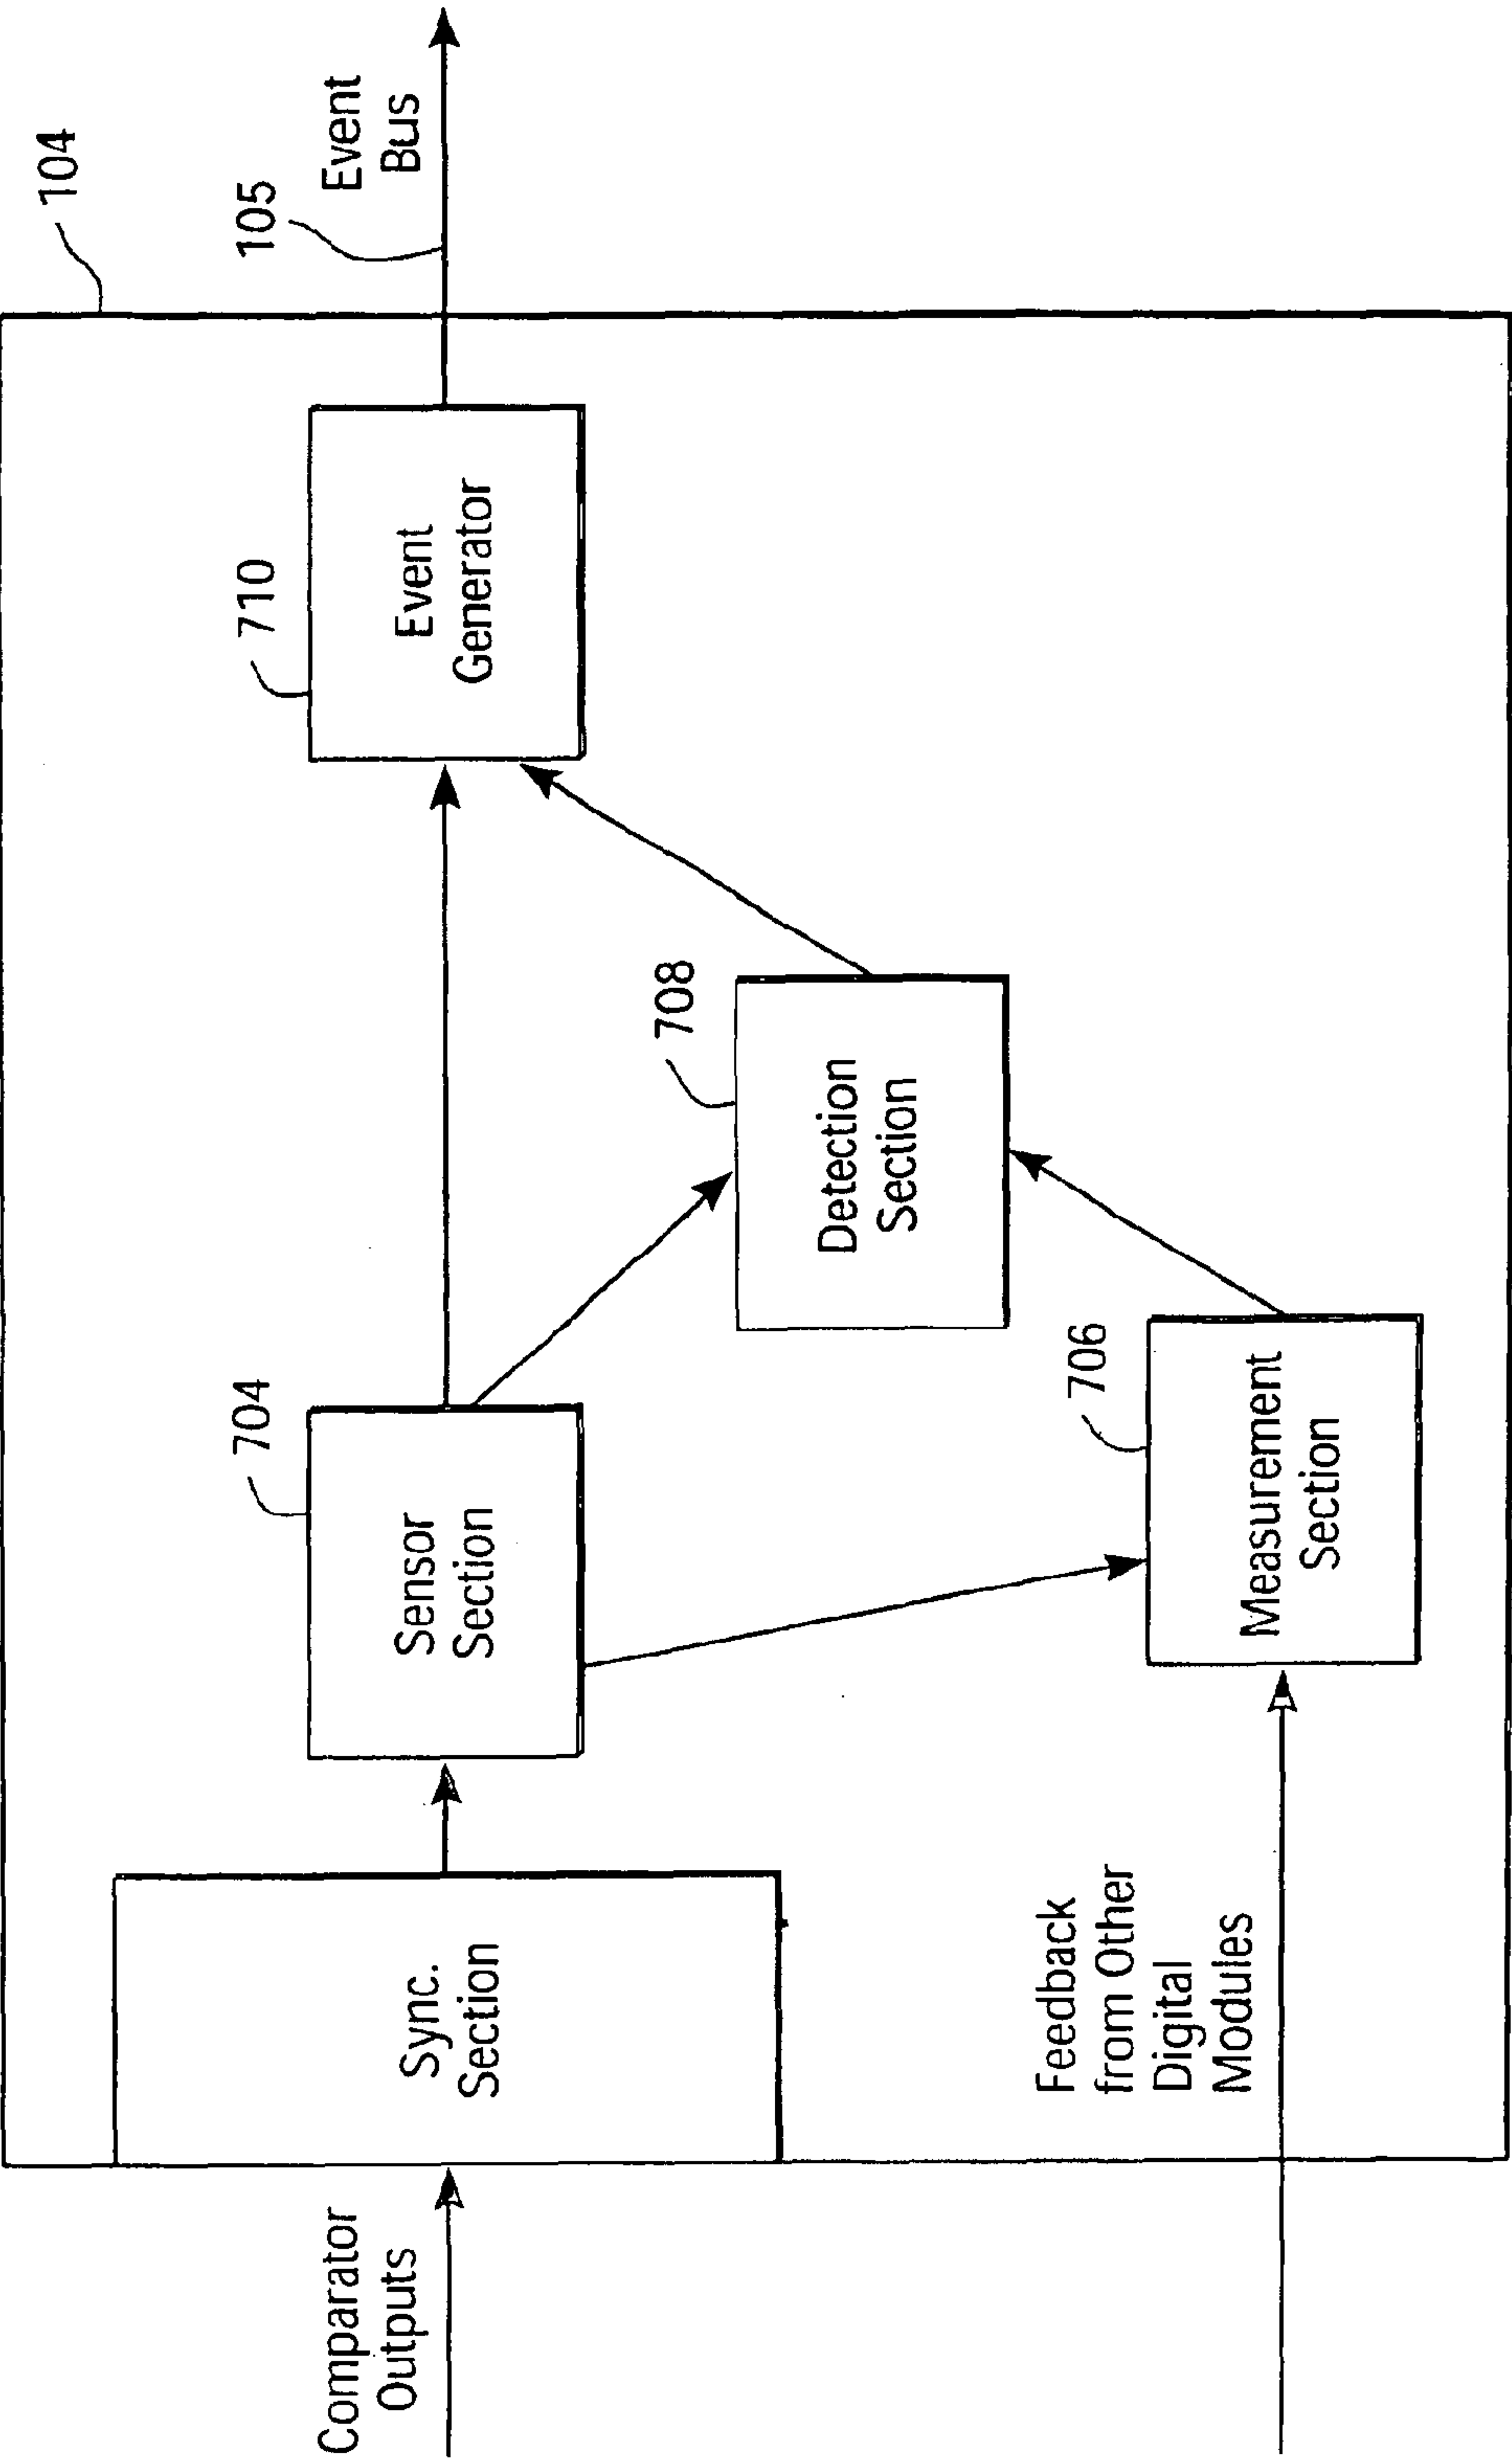 104
105
Event
Bus
710
Event
Generator
708
Detection
Section
704
Sensor
Section
706
Measurement
Section
Sync.
Section
Feedback
from Other
Digital
Modules
Comparator
Outputs